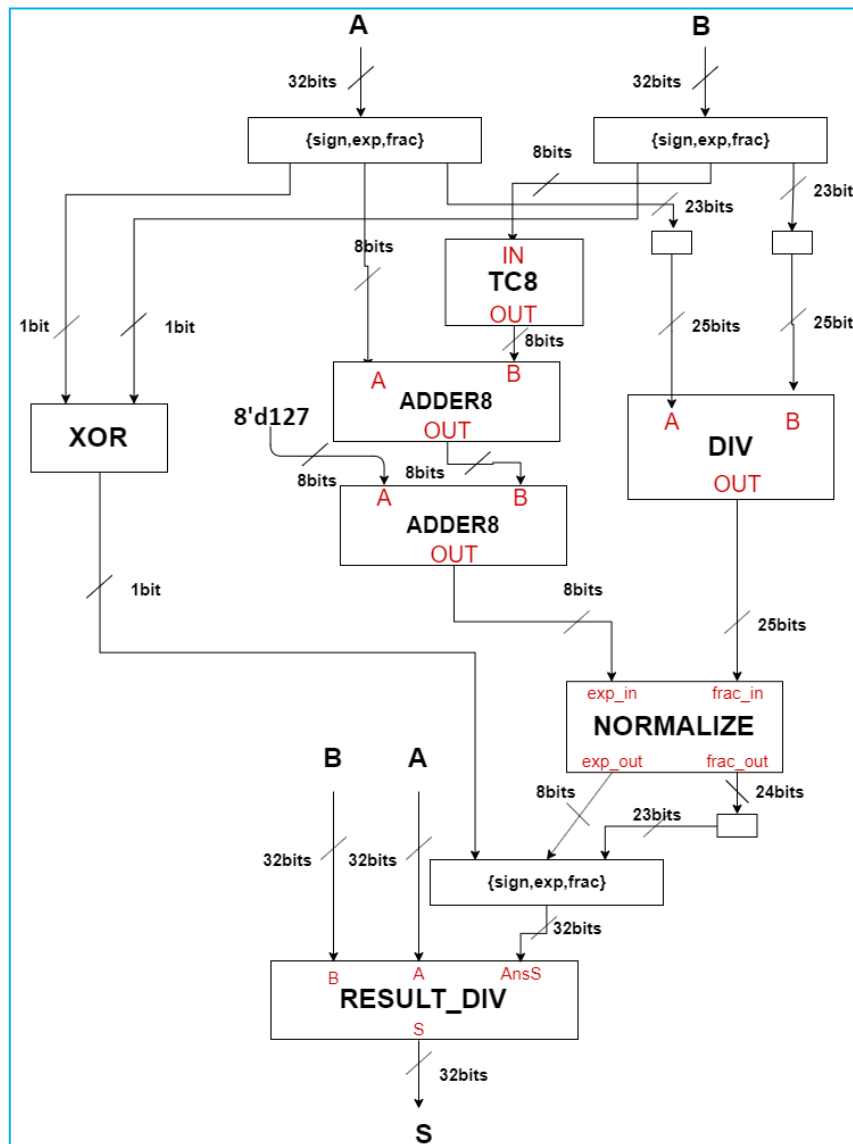 A
B
32bits
32bits
{sign,exp,frac}
{sign,exp,frac}
8bits
23bits
23bits
8bits
IN
TC8
OUT
1bit
1bit
8bits
25bits
25bits
A
B
ADDER8
OUT
8'd127
8bits
8bits
XOR
A
B
DIV
OUT
A
B
ADDER8
OUT
1bit
8bits
25bits
exp_in
frac_in
NORMALIZE
exp_out
frac_out
B
A
8bits
24bits
23bits
32bits
32bits
{sign,exp,frac}
32bits
B
A
AnsS
RESULT_DIV
S
32bits
S